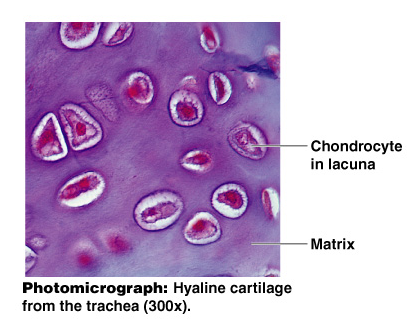 Chondrocyte
in lacuna
Matrix
Photomicrograph: Hyaline cartilage
from the trachea (300x).